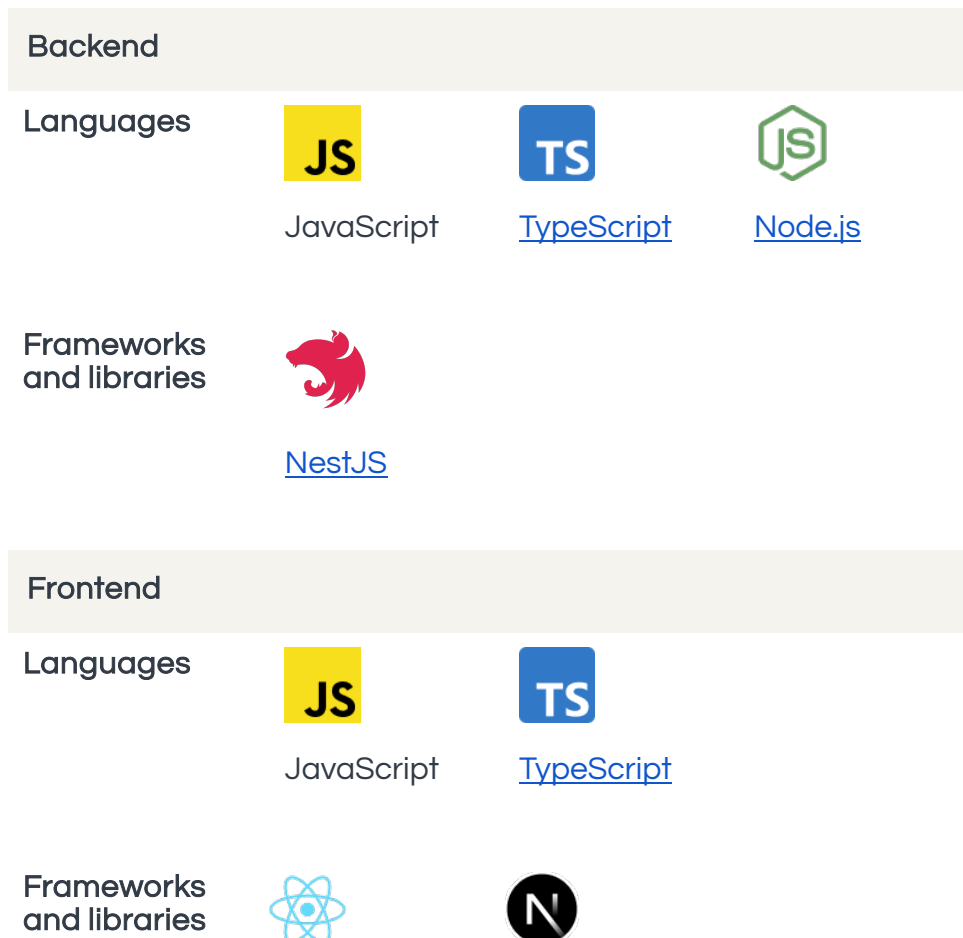 Backend
Languages
JS TS JS
JavaScript TypeScript Node.js
Frameworks
and libraries
NestJS
Frontend
Languages
JS TS
JavaScript TypeScript
Frameworks
and libraries
N